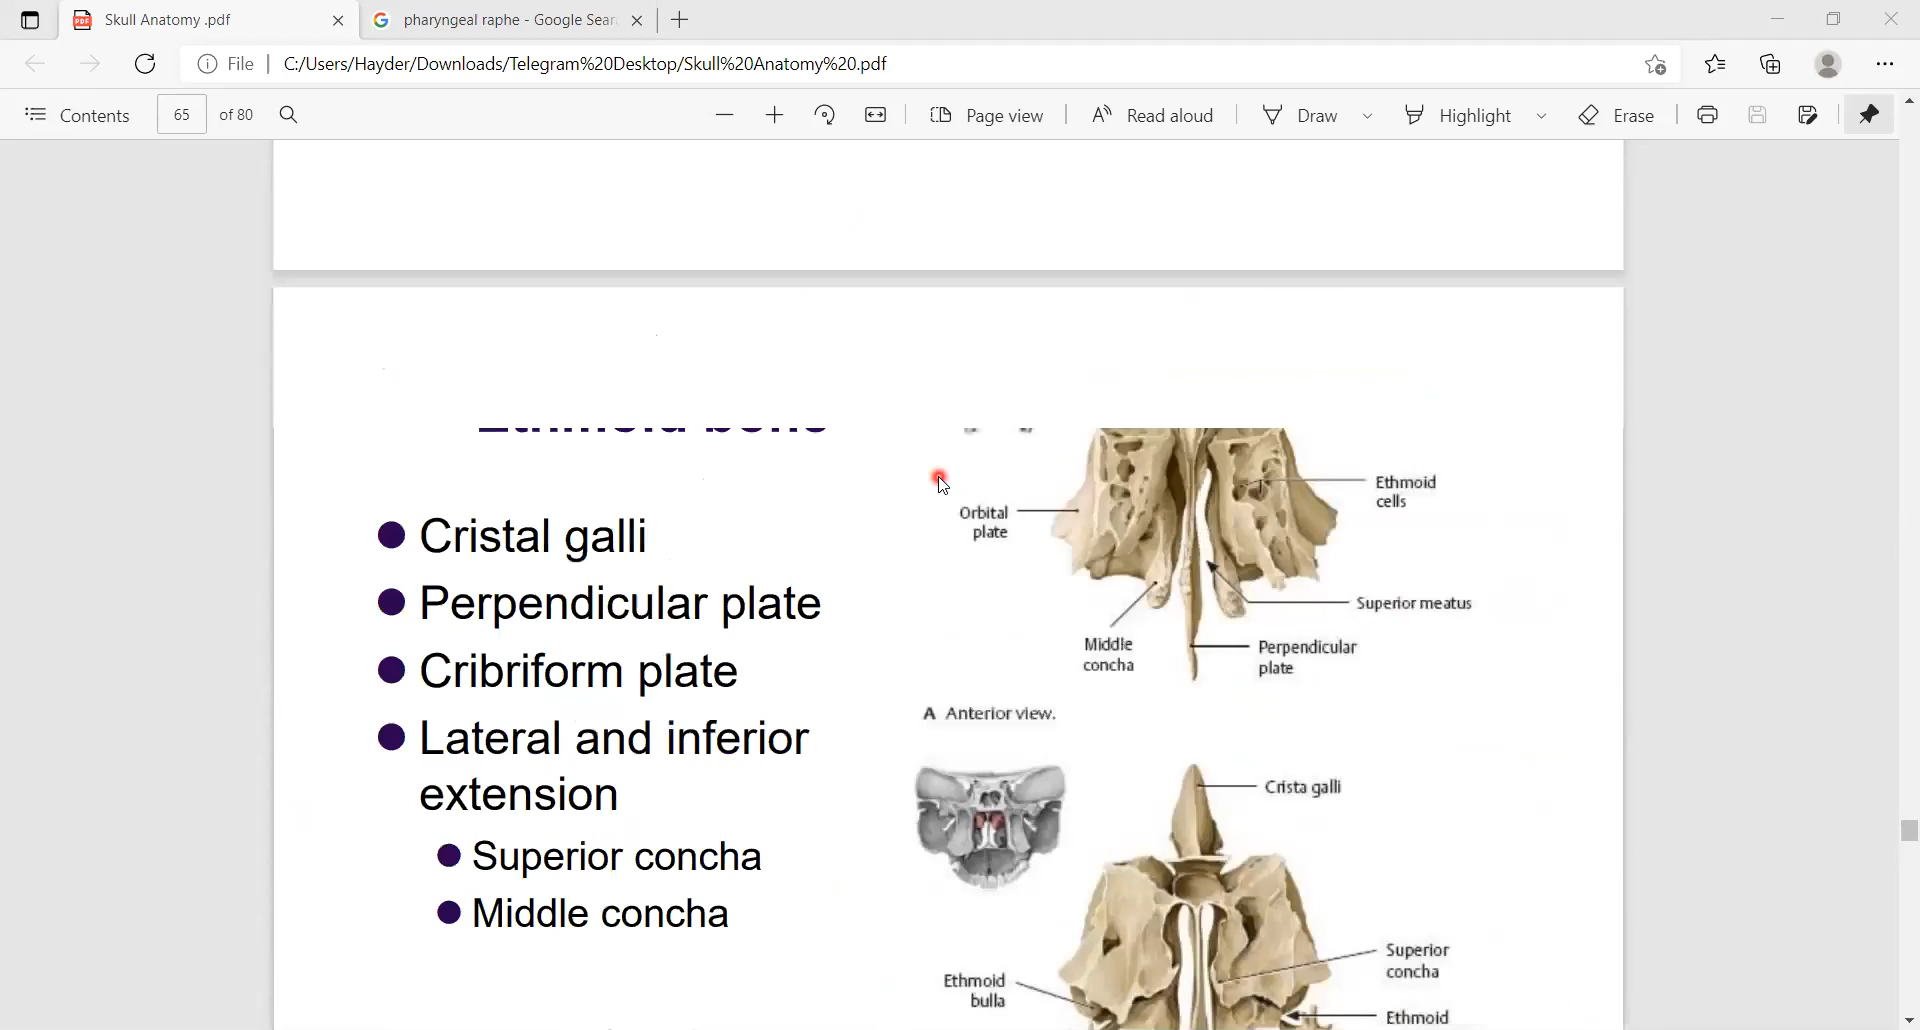 Skull Anatomy .pdf
pharyngeal raphe - Google Sear
File
C:/Users/Hayder/Downloads/Telegram%20Desktop/Skull%20Anatomy%20.pdf
Contents
65
of 80
Page view
Read aloud
Draw
Highlight
Erase
Ethmoid
cells
Orbital
plate
Cristal galli
Perpendicular plate
Superior meatus
Middle
concha
Perpendicular
plate
Cribriform plate
A Anterior view.
Lateral and inferior
extension
Crista galli
Superior concha
Middle concha
Superior
concha
Ethmoid
bulla
Ethmoid